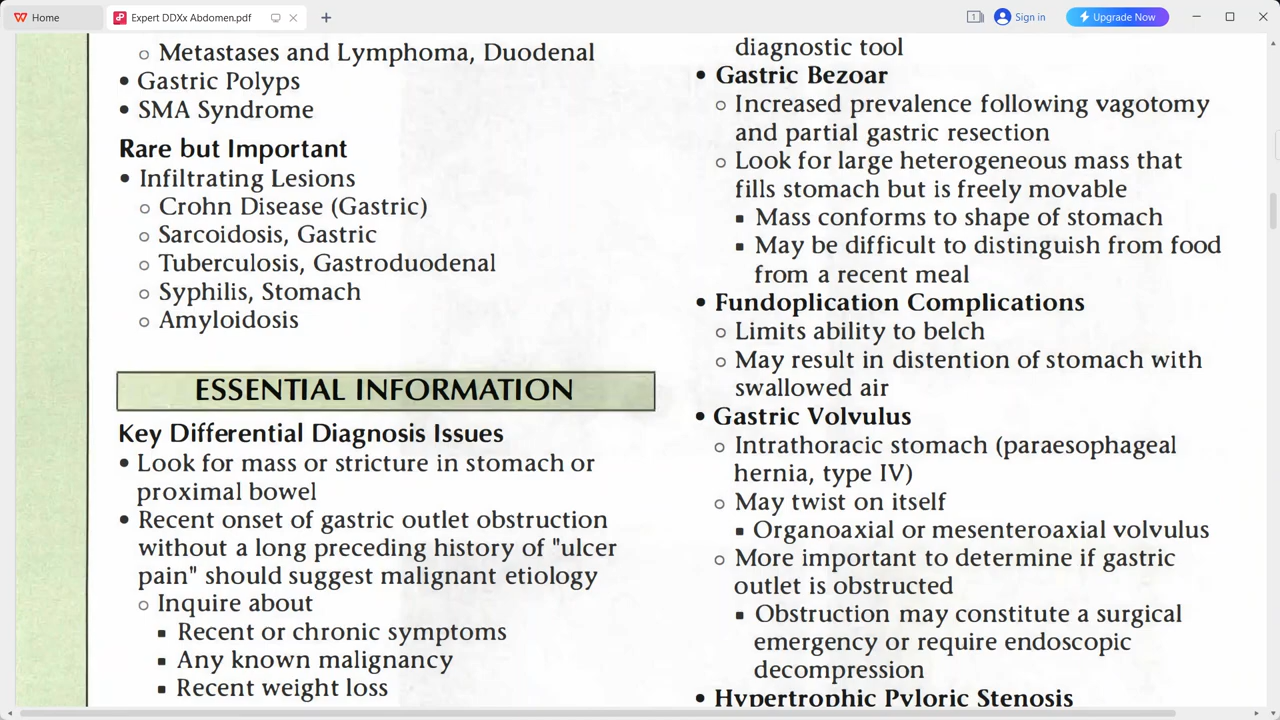 Home
Expert DDXx Abdomen.pdf
1
Sign in
Upgrade Now
○ Metastases and Lymphoma, Duodenal
• Gastric Polyps
• SMA Syndrome
Rare but Important
• Infiltrating Lesions
○ Crohn Disease (Gastric)
○ Sarcoidosis, Gastric
○ Tuberculosis, Gastroduodenal
○ Syphilis, Stomach
○ Amyloidosis
ESSENTIAL INFORMATION
Key Differential Diagnosis Issues
• Look for mass or stricture in stomach or
proximal bowel
• Recent onset of gastric outlet obstruction
without a long preceding history of "ulcer
pain" should suggest malignant etiology
○ Inquire about
▪ Recent or chronic symptoms
▪ Any known malignancy
▪ Recent weight loss
diagnostic tool
• Gastric Bezoar
○ Increased prevalence following vagotomy
and partial gastric resection
○ Look for large heterogeneous mass that
fills stomach but is freely movable
▪ Mass conforms to shape of stomach
▪ May be difficult to distinguish from food
from a recent meal
• Fundoplication Complications
○ Limits ability to belch
○ May result in distention of stomach with
swallowed air
• Gastric Volvulus
○ Intrathoracic stomach (paraesophageal
hernia, type IV)
○ May twist on itself
▪ Organoaxial or mesenteroaxial volvulus
○ More important to determine if gastric
outlet is obstructed
▪ Obstruction may constitute a surgical
emergency or require endoscopic
decompression
• Hypertrophic Pyloric Stenosis